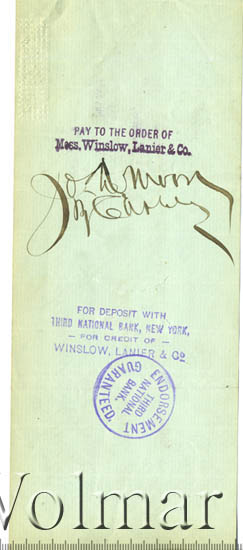 PAY TO THE ORDER OF
Mess. Winslow, Lanier & Co.
FOR DEPOSIT WITH
THIRD NATIONAL BANK, NEW YORK,
- FOR CREDIT OF -
WINSLOW, LANIER & Co.
ENDORSEMENT GUARANTEED
THIRD
NATIONAL
BANK.
Volmar